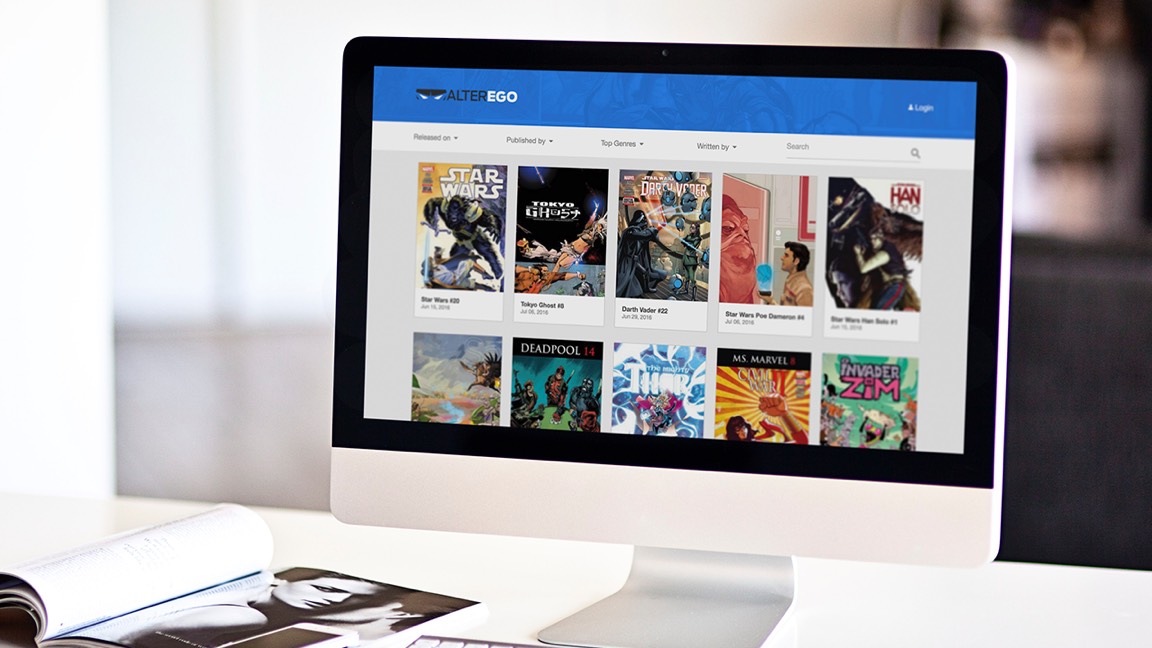 ALTEREGO
Login
Released on
Published by
Top Genres
Written by
Search
STAR
WARS
Star Wars #20
Jun 15, 2016
TOKYO
GHOST
Tokyo Ghost #8
Jul 06, 2016
STAR WARS
DARTH VADER
Darth Vader #22
Jun 29, 2016
Star Wars Poe Dameron #4
Jul 06, 2016
HAN
SOLO
Star Wars Han Solo #1
Jun 15, 2016
DEADPOOL 14
THE MIGHTY
THOR
MS. MARVEL 8
CIVIL
WAR
INVADER
ZIM